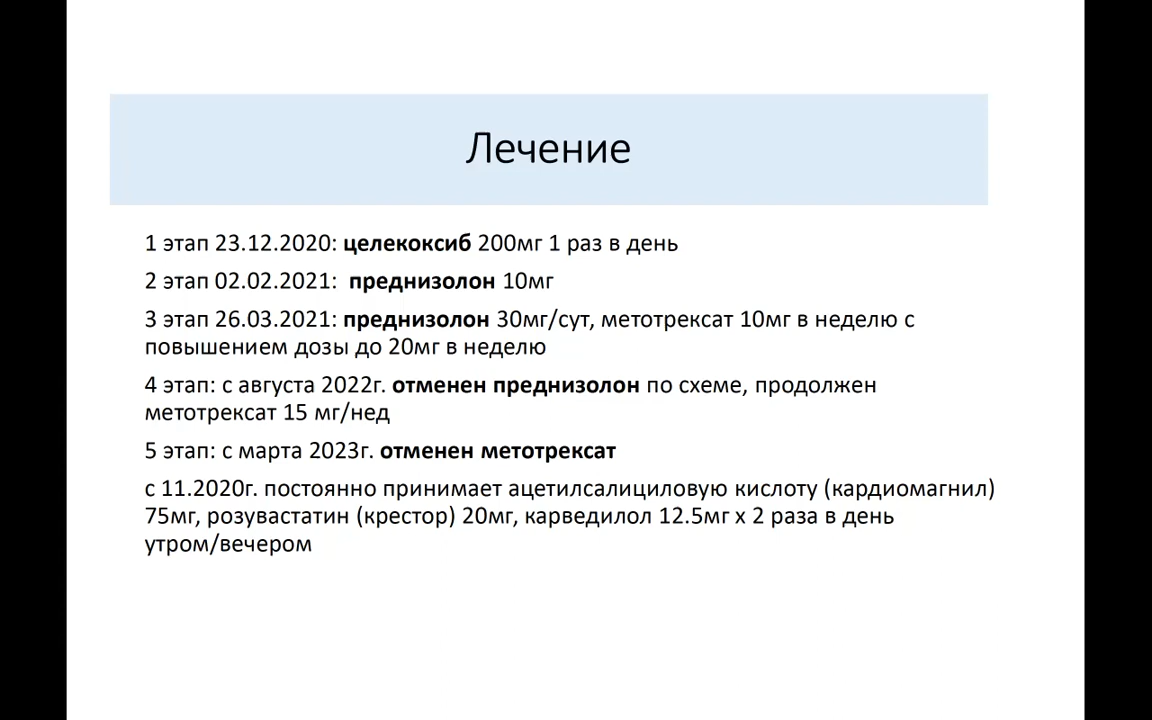 Лечение
1 этап 23.12.2020: целекоксиб 200мг 1 раз в день
2 этап 02.02.2021:  преднизолон 10мг
3 этап 26.03.2021: преднизолон 30мг/сут, метотрексат 10мг в неделю с
повышением дозы до 20мг в неделю
4 этап: с августа 2022г. отменен преднизолон по схеме, продолжен
метотрексат 15 мг/нед
5 этап: с марта 2023г. отменен метотрексат
с 11.2020г. постоянно принимает ацетилсалициловую кислоту (кардиомагнил)
75мг, розувастатин (крестор) 20мг, карведилол 12.5мг х 2 раза в день
утром/вечером